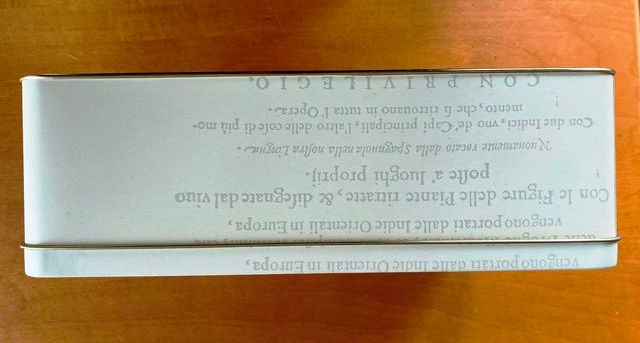 vengono portati dalle Indie Orientali in Europa,
che
vengono portati dalle Indie Orientali in Europa,
Con le Figure delle Piante ritratte, & diſegnate dal viuo
poſte a' luoghi proprij.
Nuouamente recato dalla Spagnuola nella noſtra Lingua.
Con due Indici, vno de' Capi principali, l'altro delle coſe di più mo-
mento, che ſi ritrouano in tutta l'Opera.
CON PRIVILEGIO.